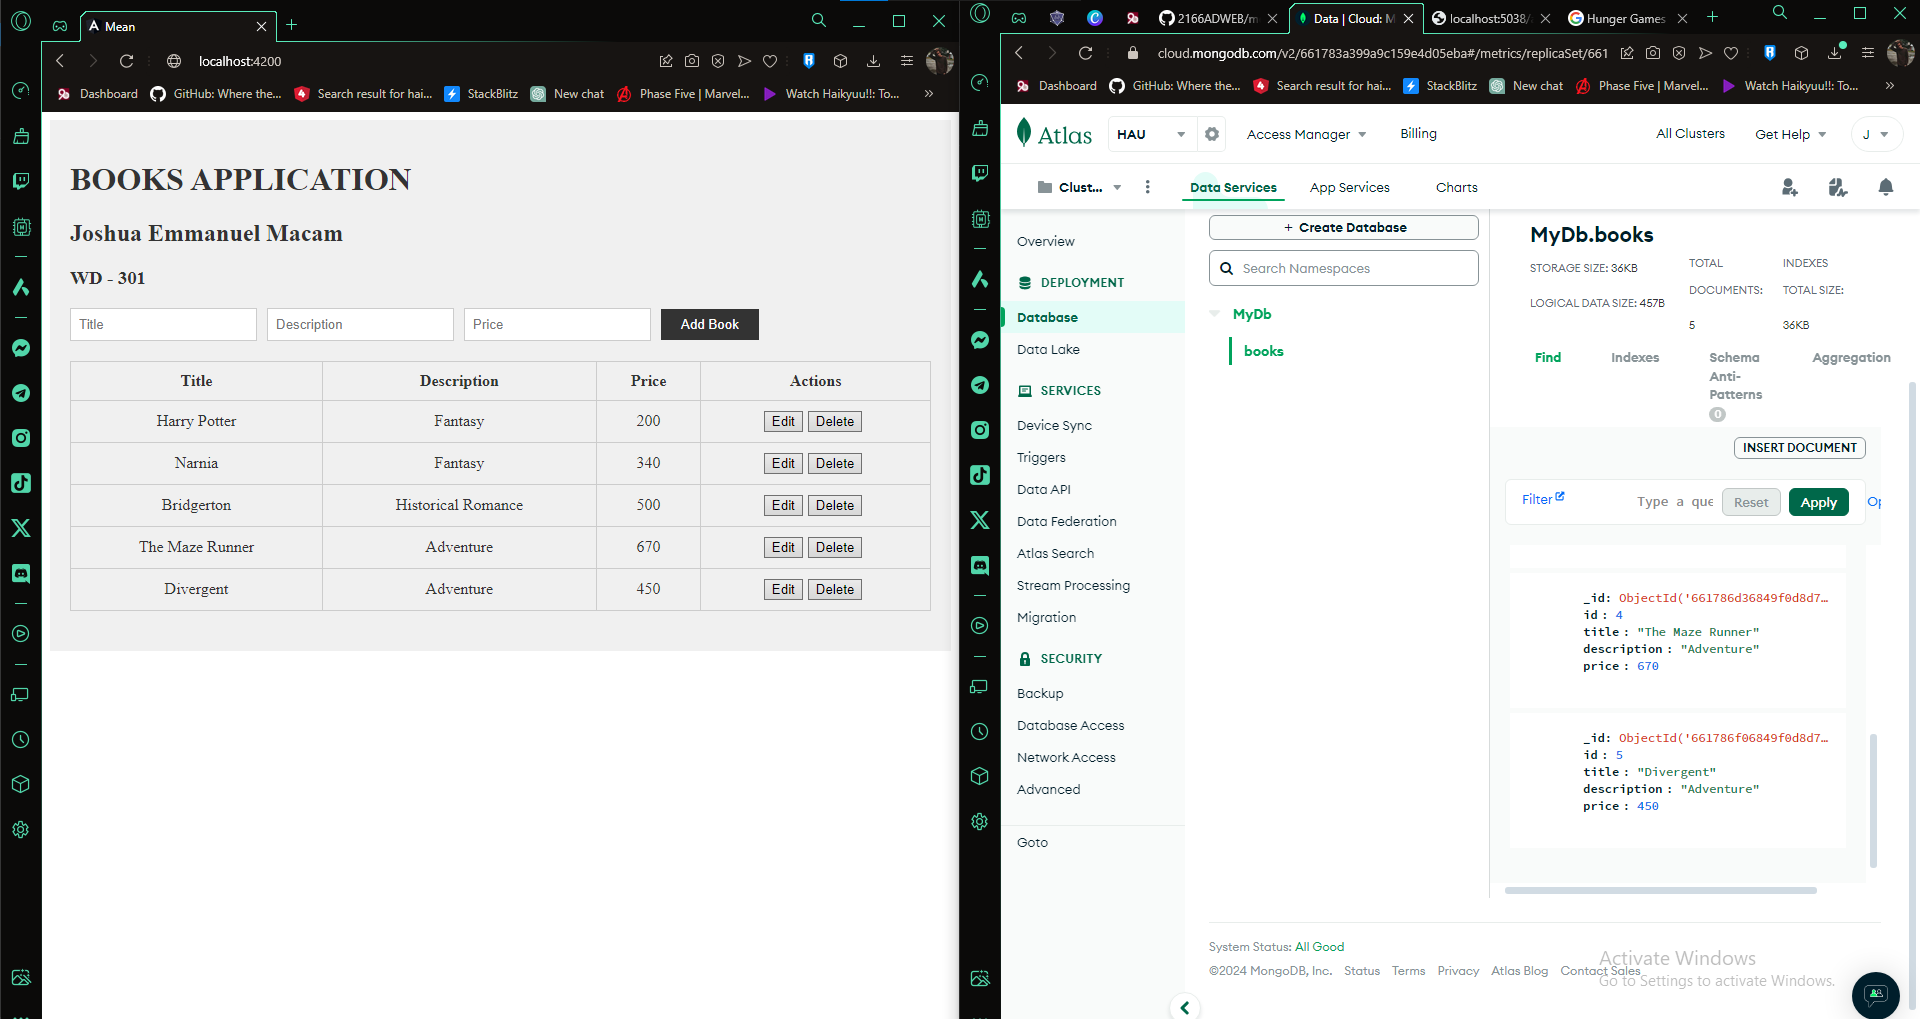 Mean
localhost:4200
Dashboard GitHub: Where the... Search result for hai... StackBlitz New chat Phase Five | Marvel... Watch Haikyuu!!: To... »
BOOKS APPLICATION
Joshua Emmanuel Macam
WD - 301
Title Description Price Add Book
Title Description Price Actions
Harry Potter Fantasy 200 Edit Delete
Narnia Fantasy 340 Edit Delete
Bridgerton Historical Romance 500 Edit Delete
The Maze Runner Adventure 670 Edit Delete
Divergent Adventure 450 Edit Delete
2166ADWEB/m Data | Cloud: M localhost:5038/ Hunger Games
cloud.mongodb.com/v2/661783a399a9c159e4d05eba#/metrics/replicaSet/661
Dashboard GitHub: Where the... Search result for hai... StackBlitz New chat Phase Five | Marvel... Watch Haikyuu!!: To... »
Atlas HAU Access Manager Billing All Clusters Get Help J
Clust... Data Services App Services Charts
Overview
DEPLOYMENT
Database
Data Lake
SERVICES
Device Sync
Triggers
Data API
Data Federation
Atlas Search
Stream Processing
Migration
SECURITY
Backup
Database Access
Network Access
Advanced
Goto
+ Create Database
Search Namespaces
MyDb
books
MyDb.books
STORAGE SIZE: 36KB
LOGICAL DATA SIZE: 457B
TOTAL
DOCUMENTS:
5
INDEXES
TOTAL SIZE:
36KB
Find
Indexes
Schema
Anti-
Patterns
0
Aggregation
INSERT DOCUMENT
Filter Type a que Reset Apply Op
_id: ObjectId('661786d36849f0d8d7…
id: 4
title: "The Maze Runner"
description: "Adventure"
price: 670
_id: ObjectId('661786f06849f0d8d7…
id: 5
title: "Divergent"
description: "Adventure"
price: 450
System Status: All Good
©2024 MongoDB, Inc. Status Terms Privacy Atlas Blog Contact Sales
Activate Windows
Go to Settings to activate Windows.